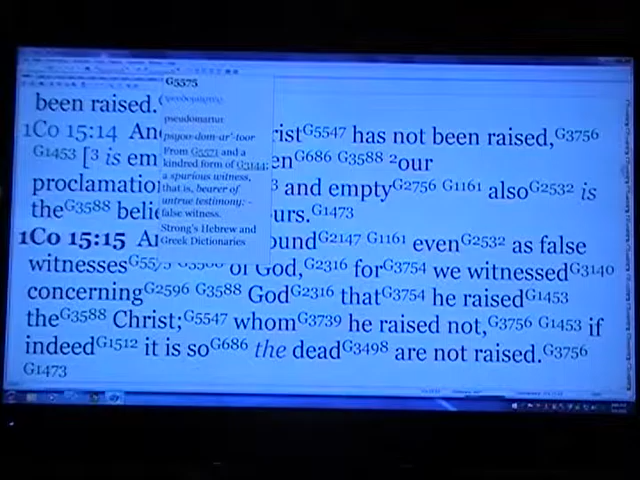 G5575
been raised.
pseudomartur
1Co 15:14 An rist G5547 has not been raised, G3756
psyoo-dom-ar'-toor
G1453 [3 is em en G686 G3588 2our
From G5571 and a
kindred form of G3144;
a spurious witness,
proclamatio 3 and empty G2756 G1161 also G2532 is
that is, bearer of
untrue testimony: -
false witness.
the G3588 beli urs. G1473
Strong's Hebrew and
Greek Dictionaries
1Co 15:15 ound G2147 G1161 even G2532 as false
witnesses of God, G2316 for G3754 we witnessed G3140
concerning G2596 G3588 God G2316 that G3754 he raised G1453
the G3588 Christ; G5547 whom G3739 he raised not, G3756 G1453 if
indeed G1512 it is so G686 the dead G3498 are not raised. G3756
G1473